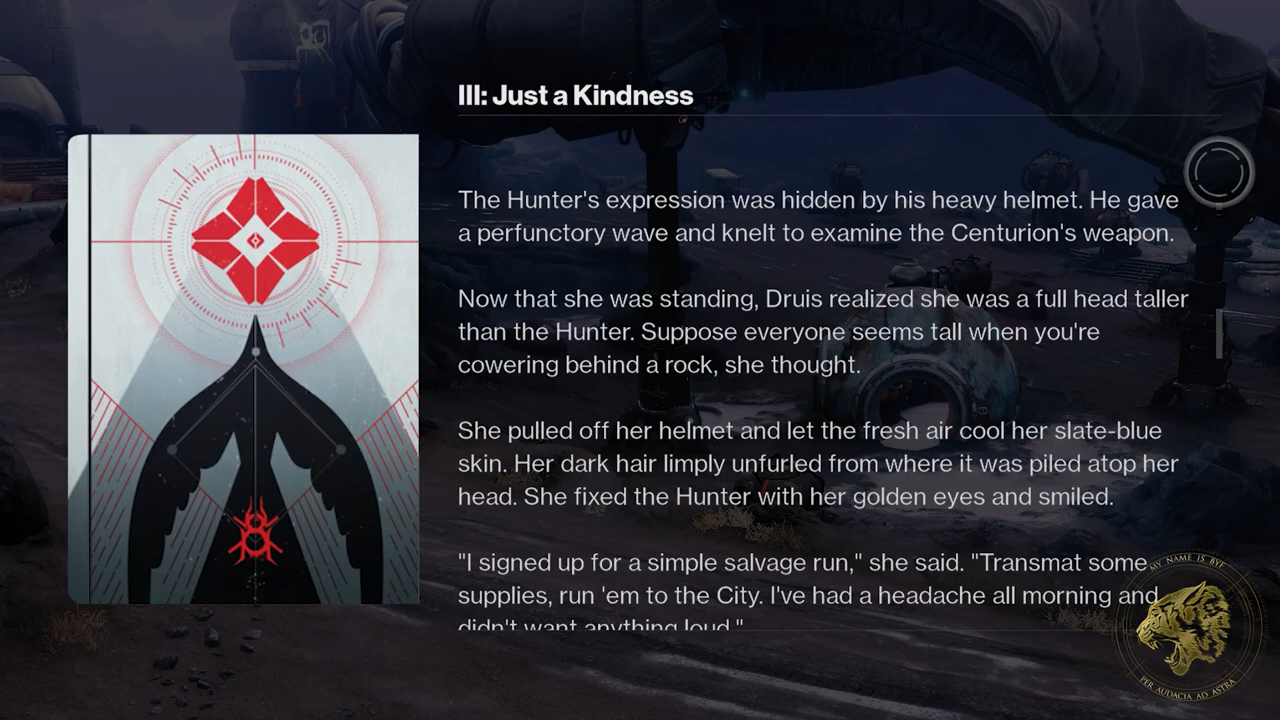 III: Just a Kindness
The Hunter's expression was hidden by his heavy helmet. He gave
a perfunctory wave and knelt to examine the Centurion's weapon.
Now that she was standing, Druis realized she was a full head taller
than the Hunter. Suppose everyone seems tall when you're
cowering behind a rock, she thought.
She pulled off her helmet and let the fresh air cool her slate-blue
skin. Her dark hair limply unfurled from where it was piled atop her
head. She fixed the Hunter with her golden eyes and smiled.
"I signed up for a simple salvage run," she said. "Transmat some
supplies, run 'em to the City. I've had a headache all morning and
didn't want anything loud."
MY NAME IS BYF
PER AUDACIA AD ASTRA